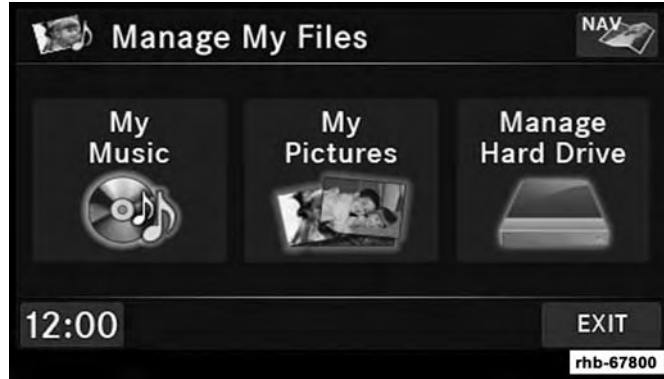 Manage My Files
NAV
My
Music
My
Pictures
Manage
Hard Drive
12:00
EXIT
rhb-67800